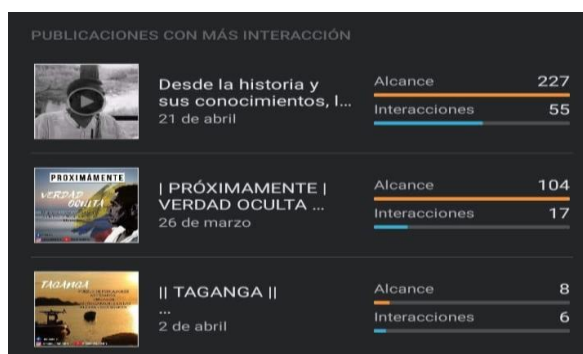 PUBLICACIONES CON MÁS INTERACCIÓN
Desde la historia y
sus conocimientos, l...
21 de abril
Alcance 227
Interacciones 55
PROXIMAMENTE
VERDAD
OCULTA
| PRÓXIMAMENTE |
VERDAD OCULTA ...
26 de marzo
Alcance 104
Interacciones 17
TAGANGA
|| TAGANGA ||
...
2 de abril
Alcance 8
Interacciones 6